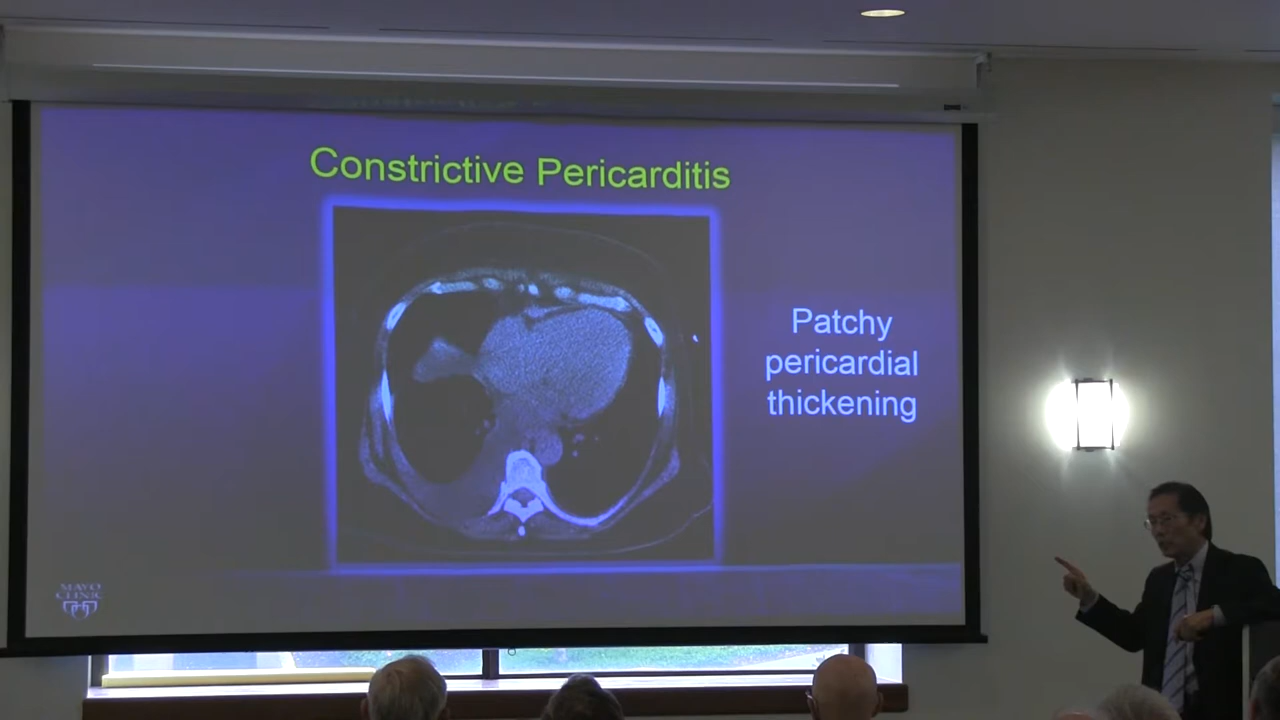 Constrictive Pericarditis
Patchy
pericardial
thickening
MAYO
CLINIC